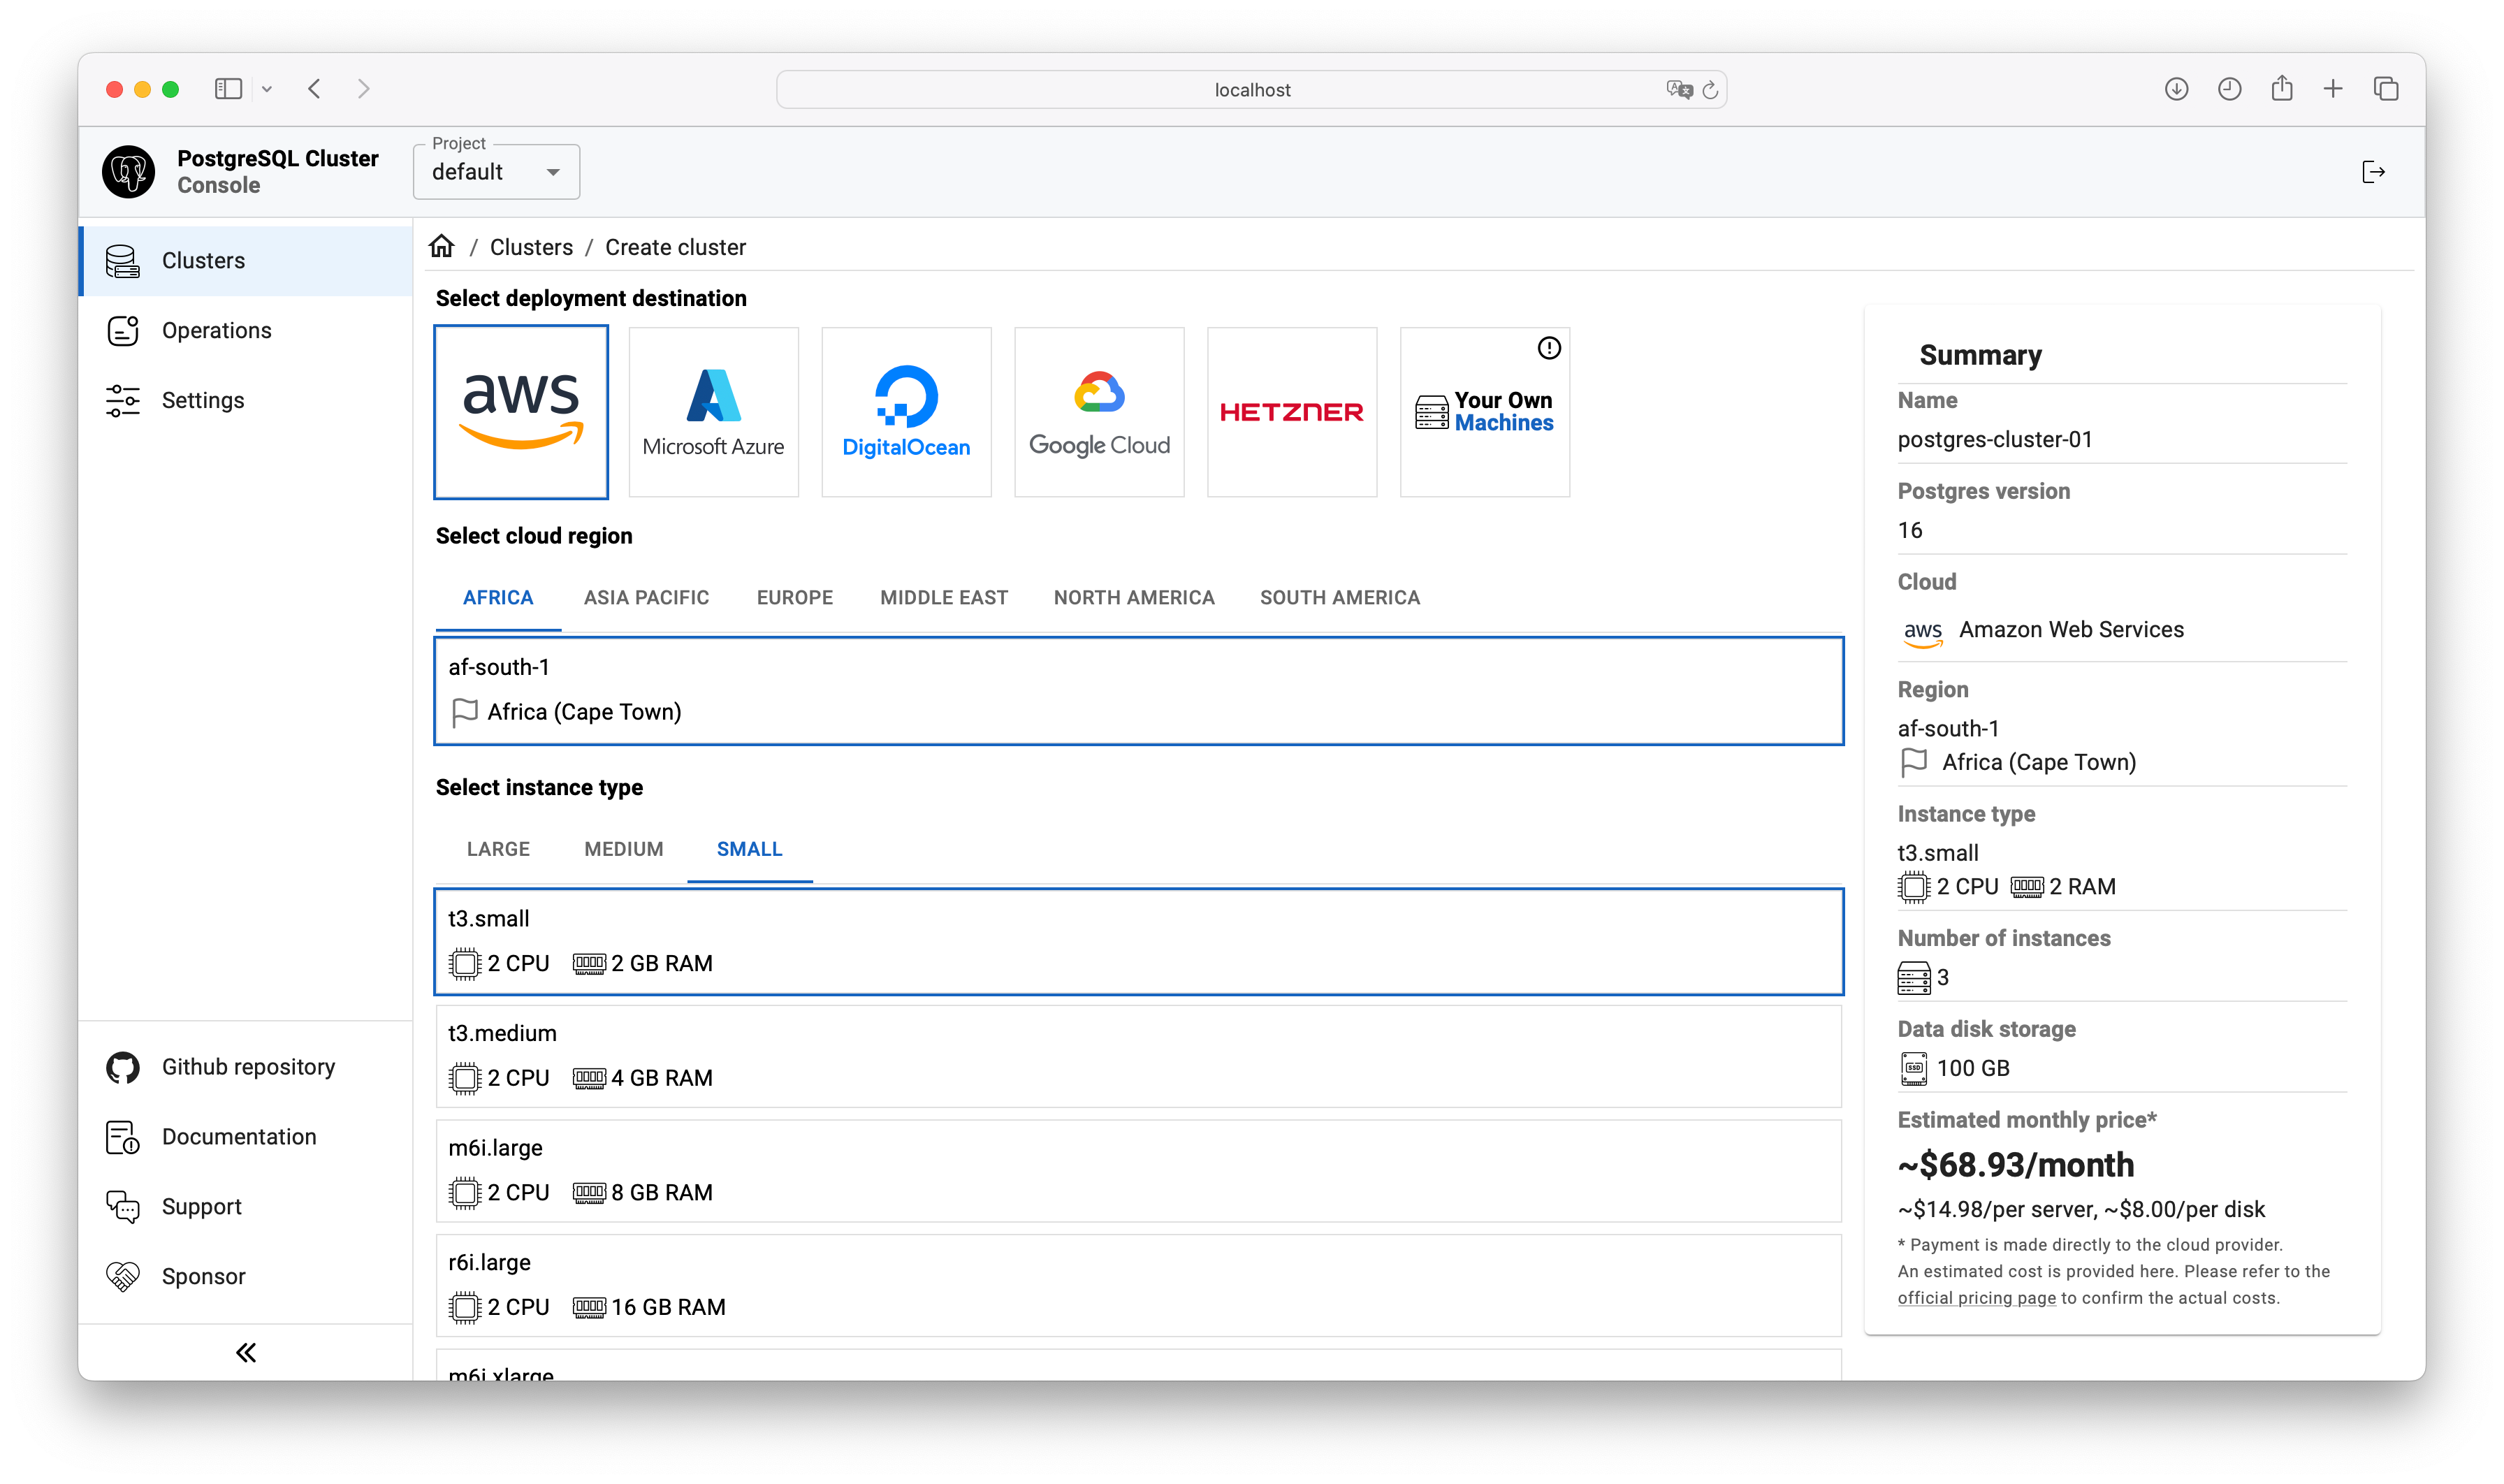 localhost
PostgreSQL Cluster
Console
Project
default
Clusters
Operations
Settings
Github repository
Documentation
Support
Sponsor
/ Clusters / Create cluster
Select deployment destination
aws
Microsoft Azure
DigitalOcean
Google Cloud
HETZNER
Your Own
Machines
Select cloud region
AFRICA ASIA PACIFIC EUROPE MIDDLE EAST NORTH AMERICA SOUTH AMERICA
af-south-1
Africa (Cape Town)
Select instance type
LARGE MEDIUM SMALL
t3.small
2 CPU 2 GB RAM
t3.medium
2 CPU 4 GB RAM
m6i.large
2 CPU 8 GB RAM
r6i.large
2 CPU 16 GB RAM
m6i.xlarge
Summary
Name
postgres-cluster-01
Postgres version
16
Cloud
aws Amazon Web Services
Region
af-south-1
Africa (Cape Town)
Instance type
t3.small
2 CPU 2 RAM
Number of instances
3
Data disk storage
SSD 100 GB
Estimated monthly price*
~$68.93/month
~$14.98/per server, ~$8.00/per disk
* Payment is made directly to the cloud provider.
An estimated cost is provided here. Please refer to the
official pricing page to confirm the actual costs.